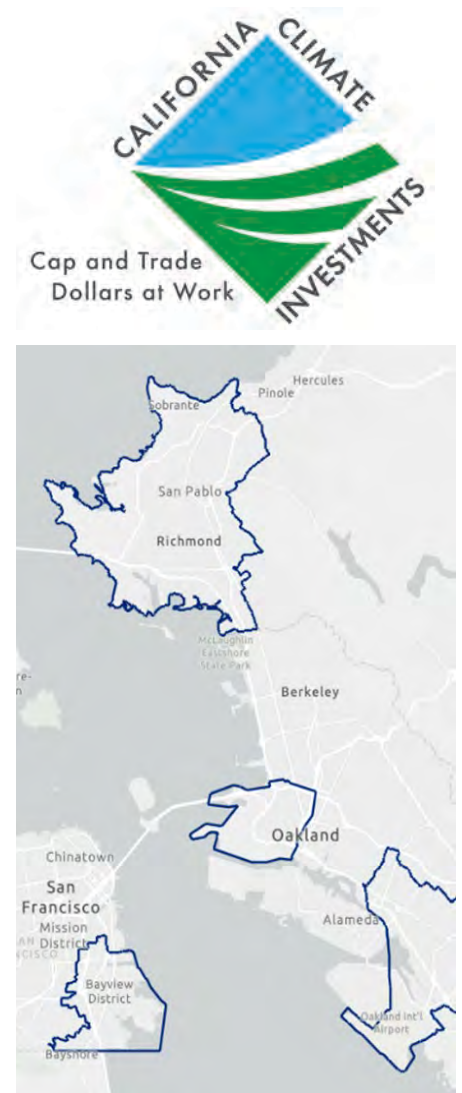 CALIFORNIA
CLIMATE
INVESTMENTS
Cap and Trade
Dollars at Work
Hercules
Pinole
Sobrante
San Pablo
Richmond
McLaughlin
Eastshore
State Park
Berkeley
Oakland
Chinatown
San
Francisco
Mission
District
Alameda
Bayview
District
Oakland Int'l
Airport
Bayshore